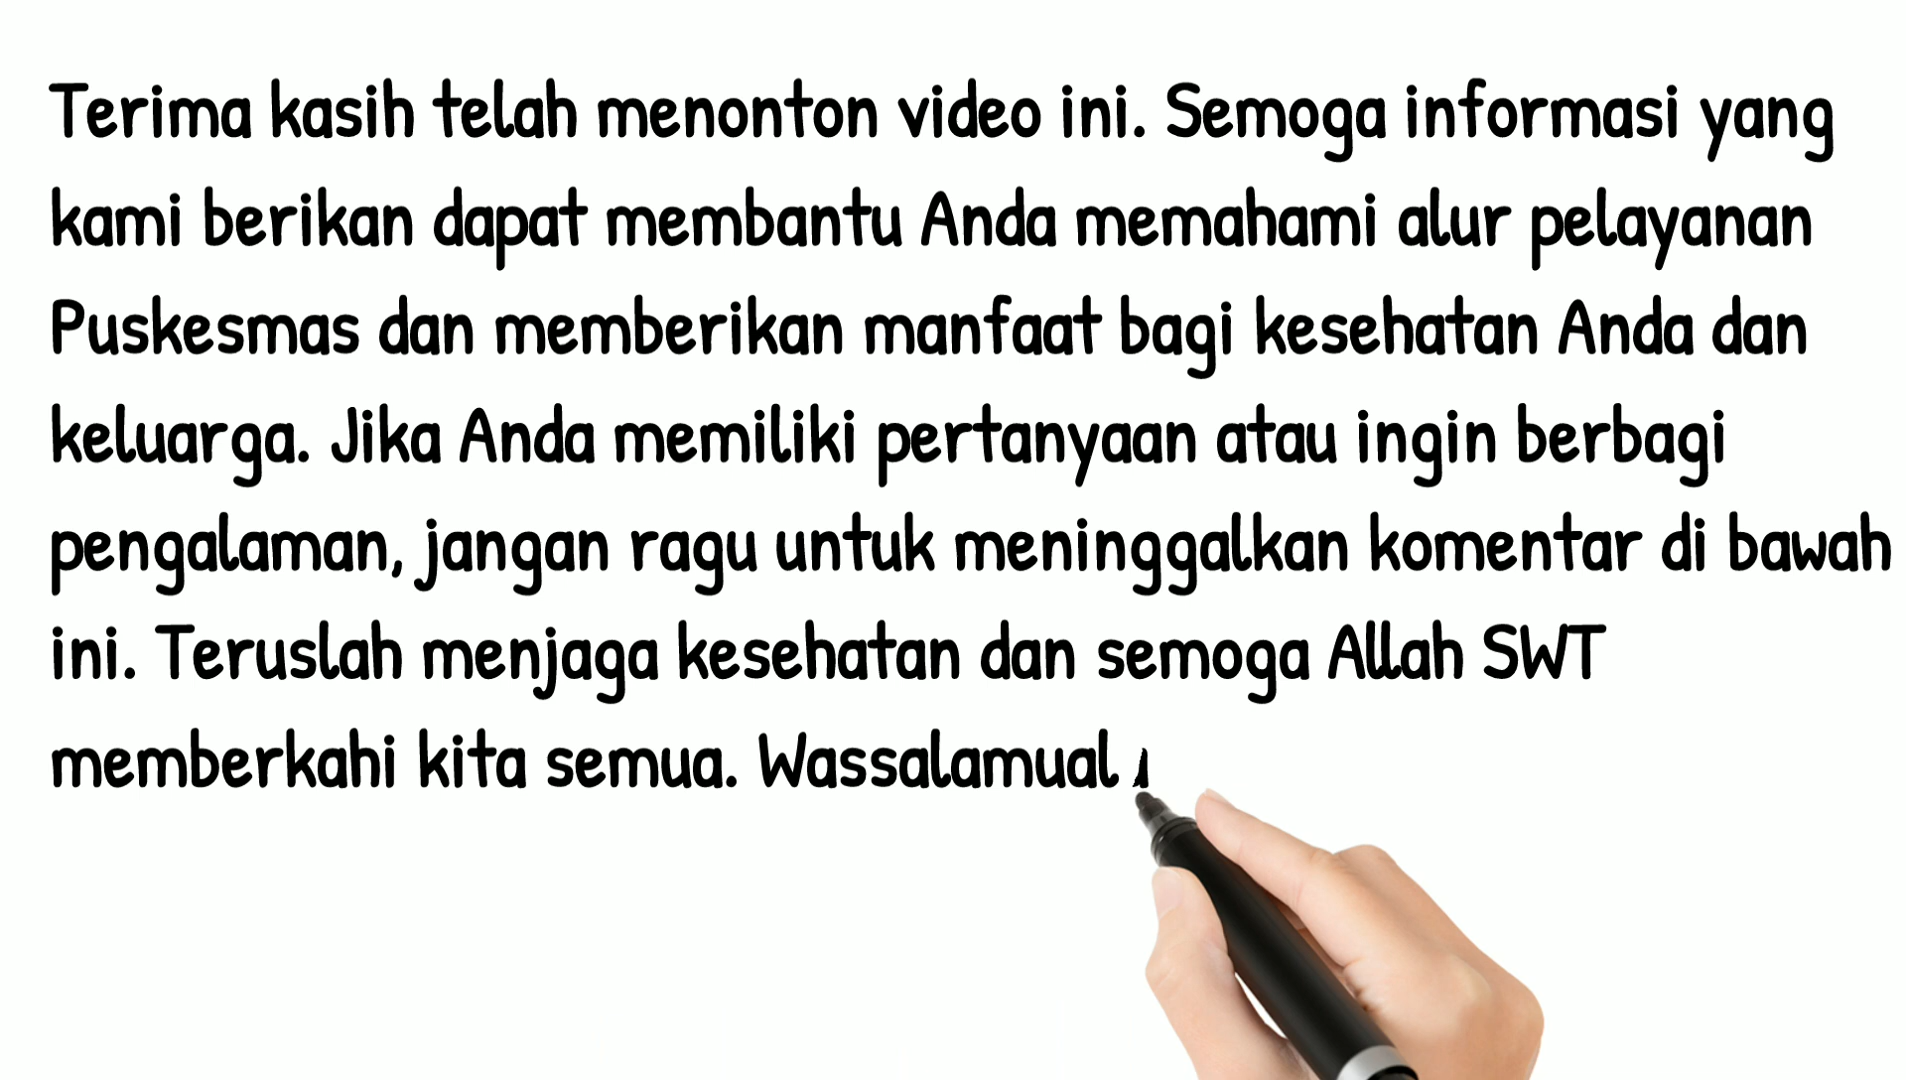 Terima kasih telah menonton video ini. Semoga informasi yang
kami berikan dapat membantu Anda memahami alur pelayanan
Puskesmas dan memberikan manfaat bagi kesehatan Anda dan
keluarga. Jika Anda memiliki pertanyaan atau ingin berbagi
pengalaman, jangan ragu untuk meninggalkan komentar di bawah
ini. Teruslah menjaga kesehatan dan semoga Allah SWT
memberkahi kita semua. Wassalamual